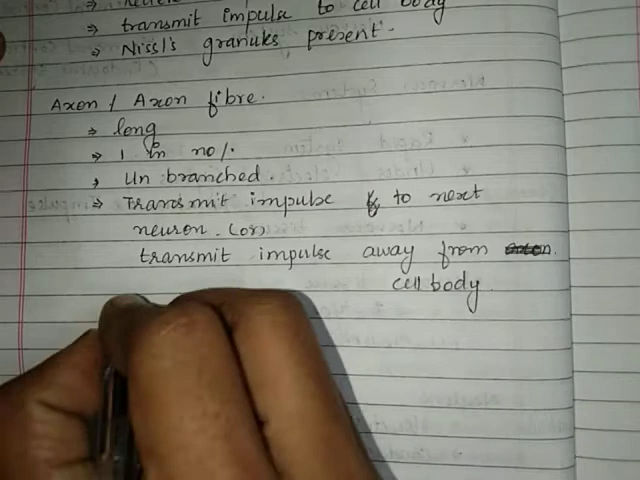 ⇒ transmit impulse to cell body
⇒ Nissl's granules present.
Axon / Axon fibre.
⇒ long
⇒ 1 in no/.
⇒ Un branched.
⇒ Transmit impulse to next
neuron. (or)
transmit impulse away from
cell body.